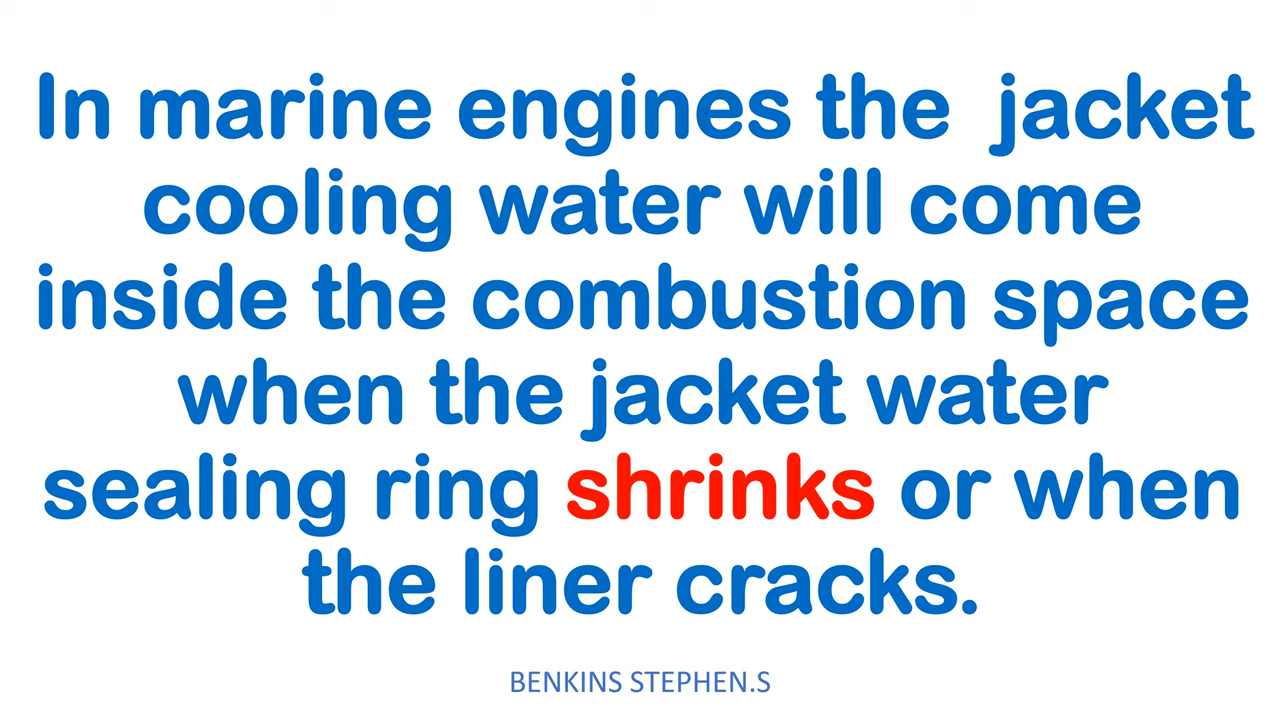 In marine engines the  jacket
cooling water will come
inside the combustion space
when the jacket water
sealing ring shrinks or when
the liner cracks.
BENKINS STEPHEN.S